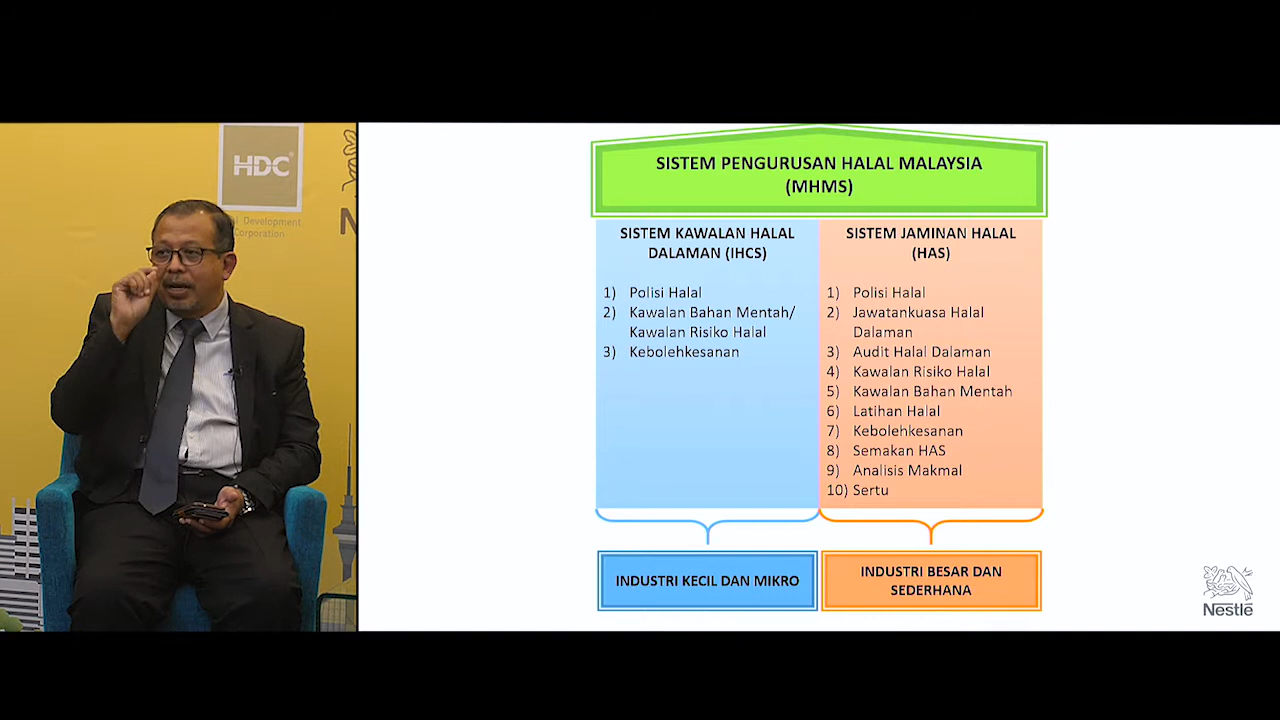 HDC
Development
Corporation
SISTEM PENGURUSAN HALAL MALAYSIA
(MHMS)
SISTEM KAWALAN HALAL
DALAMAN (IHCS)
1) Polisi Halal
2) Kawalan Bahan Mentah/
Kawalan Risiko Halal
3) Kebolehkesanan
SISTEM JAMINAN HALAL
(HAS)
1) Polisi Halal
2) Jawatankuasa Halal
Dalaman
3) Audit Halal Dalaman
4) Kawalan Risiko Halal
5) Kawalan Bahan Mentah
6) Latihan Halal
7) Kebolehkesanan
8) Semakan HAS
9) Analisis Makmal
10) Sertu
INDUSTRI KECIL DAN MIKRO
INDUSTRI BESAR DAN
SEDERHANA
Nestlé